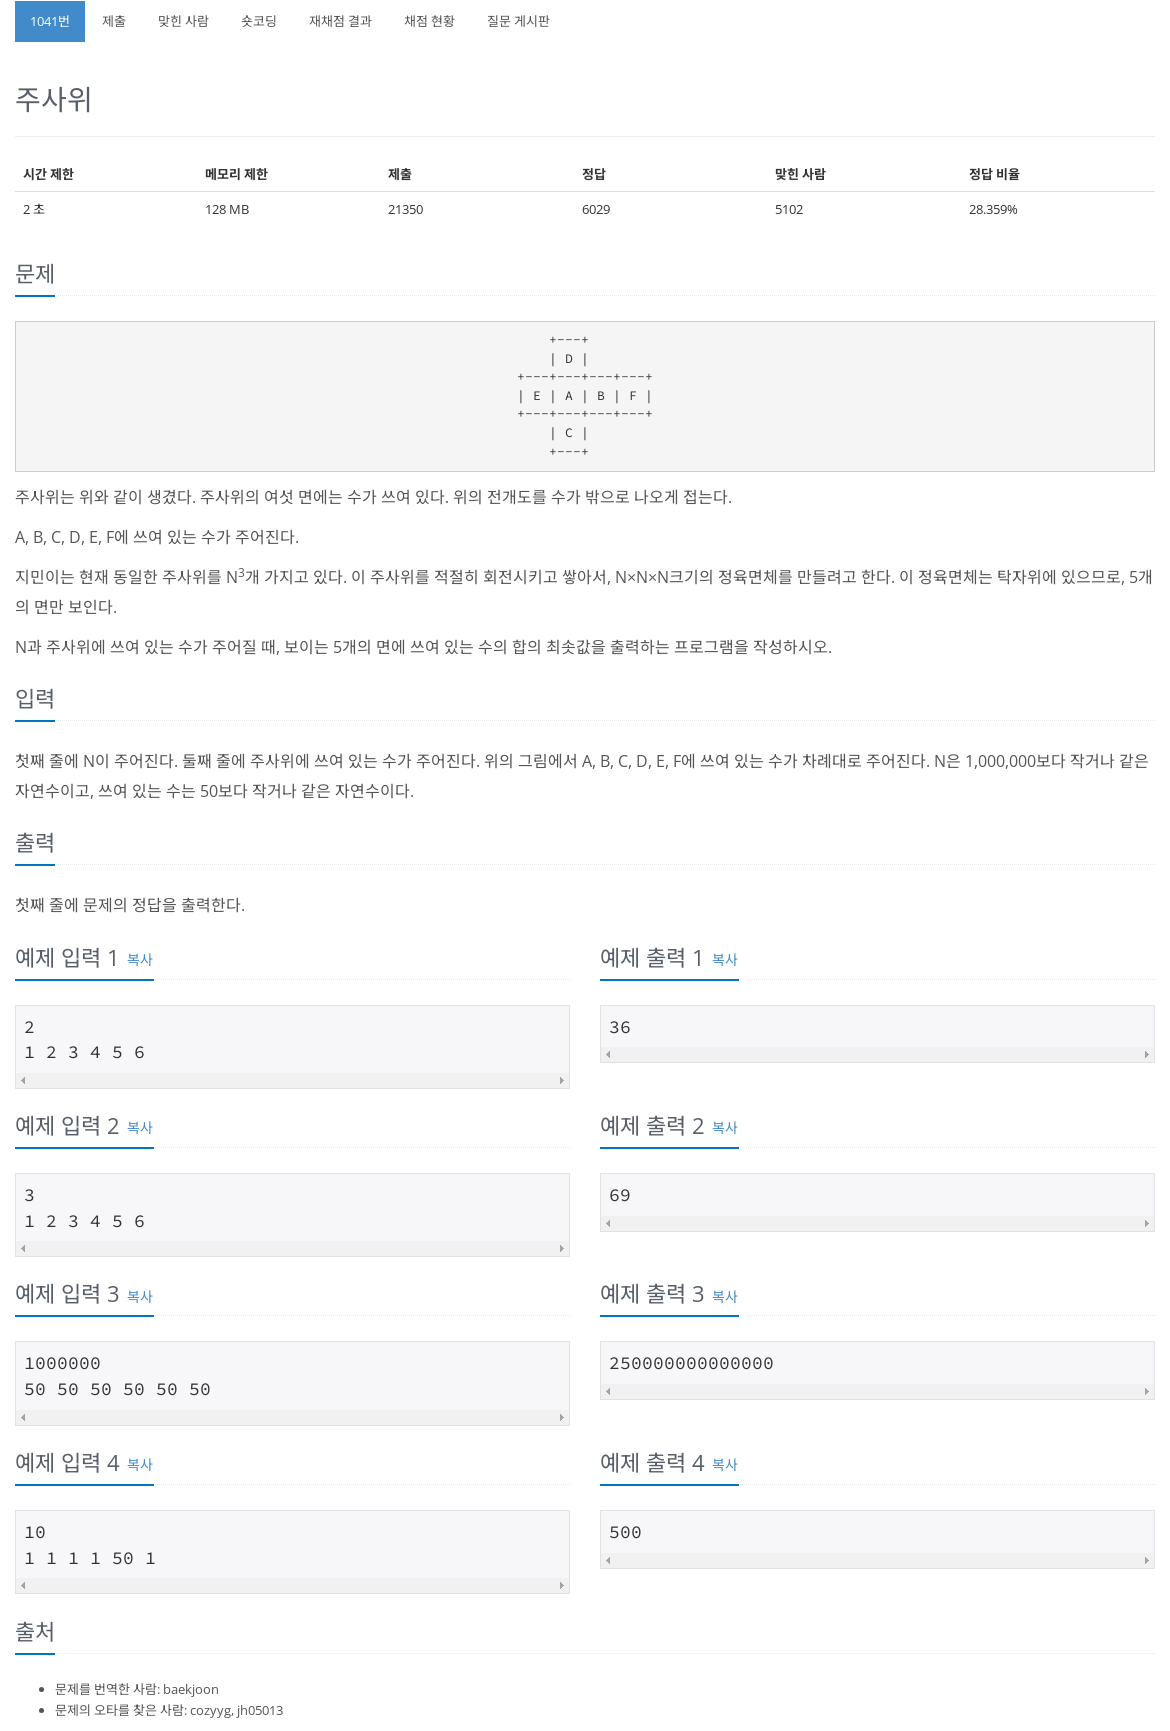 1041번 제출 맞힌 사람 숏코딩 재채점 결과 채점 현황 질문 게시판
주사위
시간 제한 메모리 제한 제출 정답 맞힌 사람 정답 비율
2 초 128 MB 21350 6029 5102 28.359%
문제
    +---+
    | D |
+---+---+---+---+
| E | A | B | F |
+---+---+---+---+
    | C |
    +---+
주사위는 위와 같이 생겼다. 주사위의 여섯 면에는 수가 쓰여 있다. 위의 전개도를 수가 밖으로 나오게 접는다.
A, B, C, D, E, F에 쓰여 있는 수가 주어진다.
지민이는 현재 동일한 주사위를 N³개 가지고 있다. 이 주사위를 적절히 회전시키고 쌓아서, N×N×N크기의 정육면체를 만들려고 한다. 이 정육면체는 탁자위에 있으므로, 5개
의 면만 보인다.
N과 주사위에 쓰여 있는 수가 주어질 때, 보이는 5개의 면에 쓰여 있는 수의 합의 최솟값을 출력하는 프로그램을 작성하시오.
입력
첫째 줄에 N이 주어진다. 둘째 줄에 주사위에 쓰여 있는 수가 주어진다. 위의 그림에서 A, B, C, D, E, F에 쓰여 있는 수가 차례대로 주어진다. N은 1,000,000보다 작거나 같은
자연수이고, 쓰여 있는 수는 50보다 작거나 같은 자연수이다.
출력
첫째 줄에 문제의 정답을 출력한다.
예제 입력 1 복사
2
1 2 3 4 5 6
예제 출력 1 복사
36
예제 입력 2 복사
3
1 2 3 4 5 6
예제 출력 2 복사
69
예제 입력 3 복사
1000000
50 50 50 50 50 50
예제 출력 3 복사
250000000000000
예제 입력 4 복사
10
1 1 1 1 50 1
예제 출력 4 복사
500
출처
문제를 번역한 사람: baekjoon
문제의 오타를 찾은 사람: cozyyg, jh05013